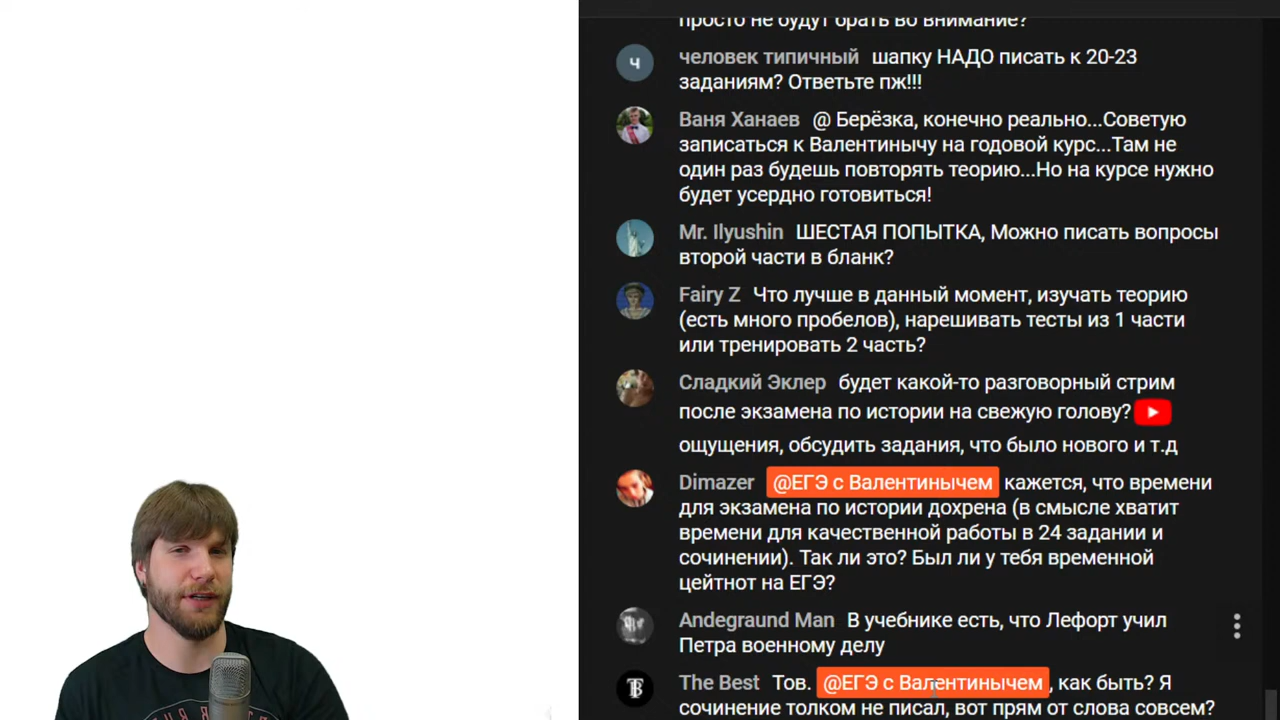 просто не будут брать во внимание?
Ч
человек типичный шапку НАДО писать к 20-23
заданиям? Ответьте пж!!!
Ваня Ханаев @ Берёзка, конечно реально...Советую
записаться к Валентинычу на годовой курс...Там не
один раз будешь повторять теорию...Но на курсе нужно
будет усердно готовиться!
Mr. Ilyushin ШЕСТАЯ ПОПЫТКА, Можно писать вопросы
второй части в бланк?
Fairy Z Что лучше в данный момент, изучать теорию
(есть много пробелов), нарешивать тесты из 1 части
или тренировать 2 часть?
Сладкий Эклер будет какой-то разговорный стрим
после экзамена по истории на свежую голову?
ощущения, обсудить задания, что было нового и т.д
Dimazer @ЕГЭ с Валентинычем кажется, что времени
для экзамена по истории дохрена (в смысле хватит
времени для качественной работы в 24 задании и
сочинении). Так ли это? Был ли у тебя временной
цейтнот на ЕГЭ?
Andeground Man В учебнике есть, что Лефорт учил
Петра военному делу
The Best Тов. @ЕГЭ с Валентинычем , как быть? Я
сочинение толком не писал, вот прям от слова совсем?